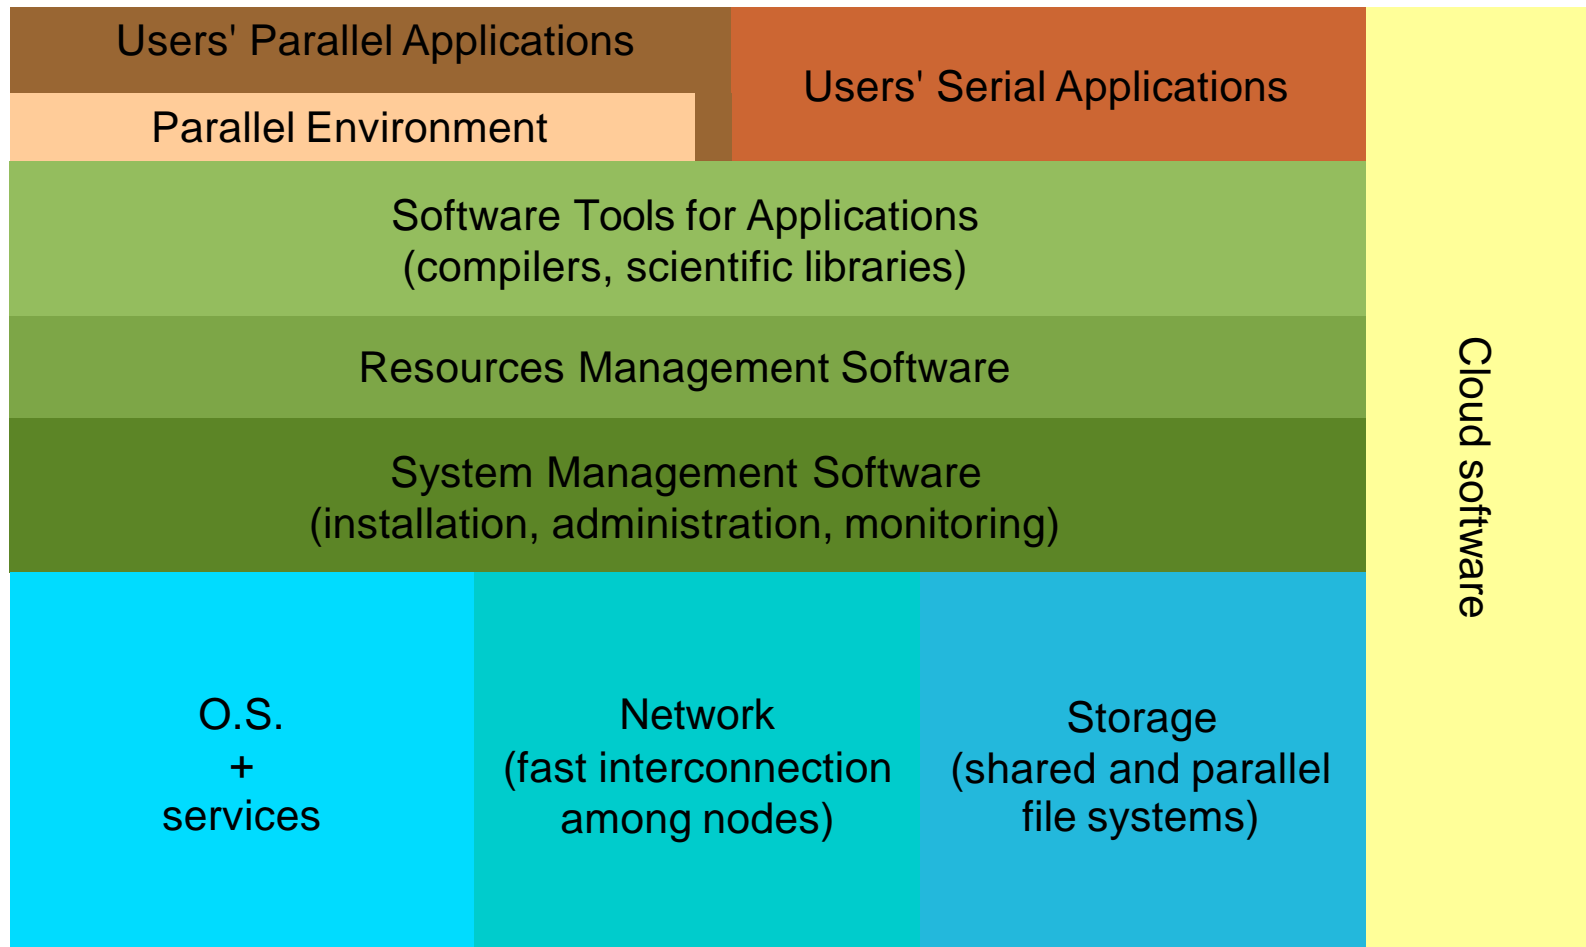 Users' Parallel Applications
Users' Serial Applications
Parallel Environment
Software Tools for Applications
(compilers, scientific libraries)
Resources Management Software
System Management Software
(installation, administration, monitoring)
O.S.
+
services
Network
(fast interconnection
among nodes)
Storage
(shared and parallel
file systems)
Cloud software